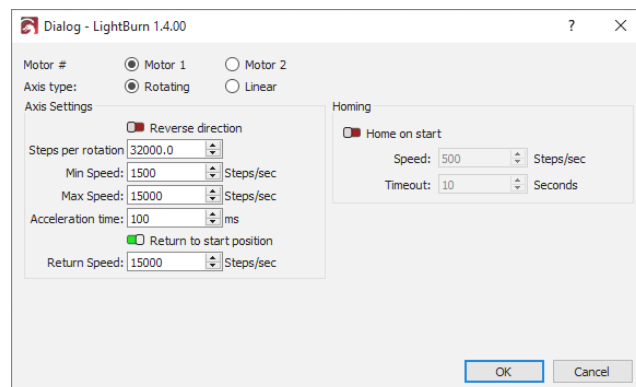 Dialog - LightBurn 1.4.00
Motor # Motor 1 Motor 2
Axis type: Rotating Linear
Axis Settings
Reverse direction
Steps per rotation 32000.0
Min Speed: 1500 Steps/sec
Max Speed: 15000 Steps/sec
Acceleration time: 100 ms
Return to start position
Return Speed: 15000 Steps/sec
Homing
Home on start
Speed: 500 Steps/sec
Timeout: 10 Seconds
OK Cancel